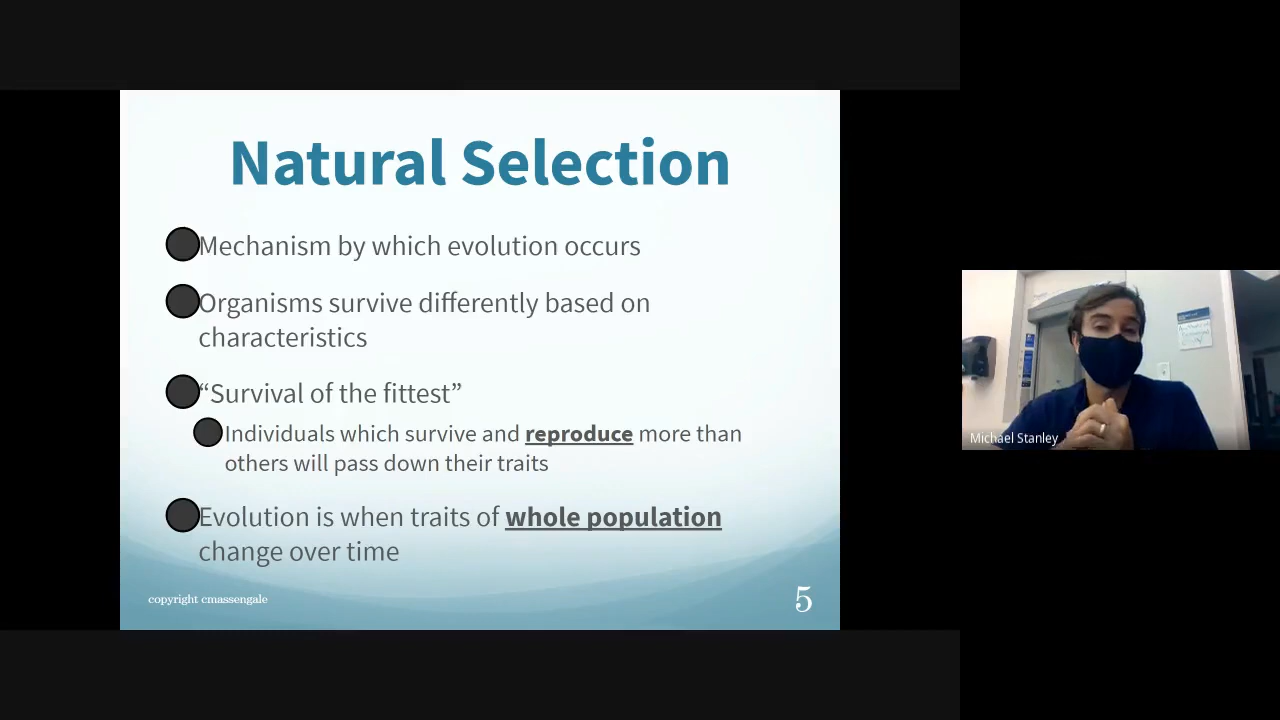 Natural Selection
Mechanism by which evolution occurs
Organisms survive differently based on
characteristics
“Survival of the fittest”
Individuals which survive and reproduce more than
others will pass down their traits
Evolution is when traits of whole population
change over time
copyright cmassengale
5
Michael Stanley